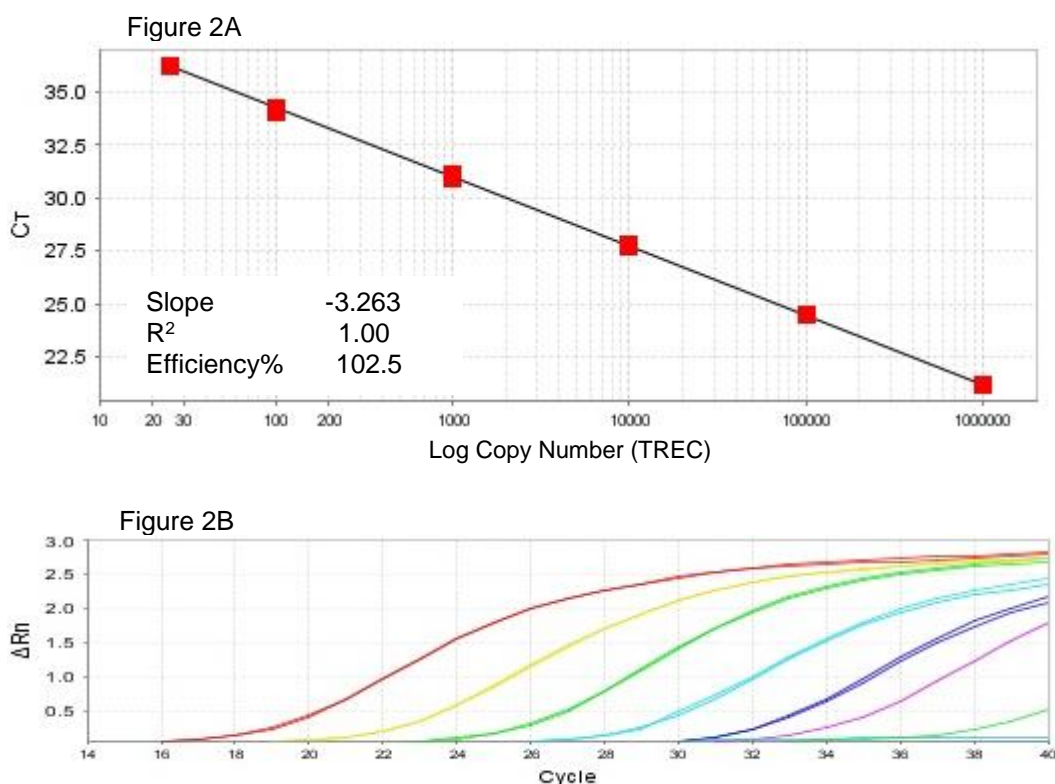 Figure 2A
35.0
32.5
30.0
27.5
25.0
22.5
CT
Slope -3.263
R2 1.00
Efficiency% 102.5
10 20 30 100 200 1000 10000 100000 1000000
Log Copy Number (TREC)
Figure 2B
3.0
2.5
2.0
1.5
1.0
0.5
ΔRn
14 16 18 20 22 24 26 28 30 32 34 36 38 40
Cycle